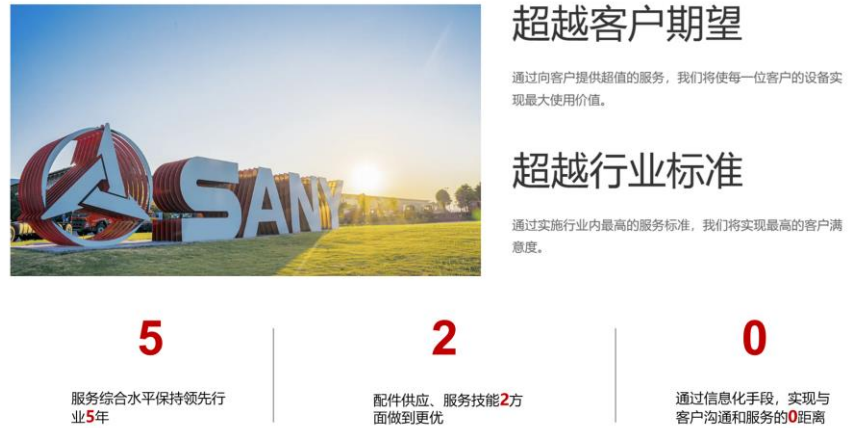 SANY
超越客户期望
通过向客户提供超值的服务，我们将使每一位客户的设备实
现最大使用价值。
超越行业标准
通过实施行业内最高的服务标准，我们将实现最高的客户满
意度。
5
服务综合水平保持领先行
业5年
2
配件供应、服务技能2方
面做到更优
0
通过信息化手段，实现与
客户沟通和服务的0距离